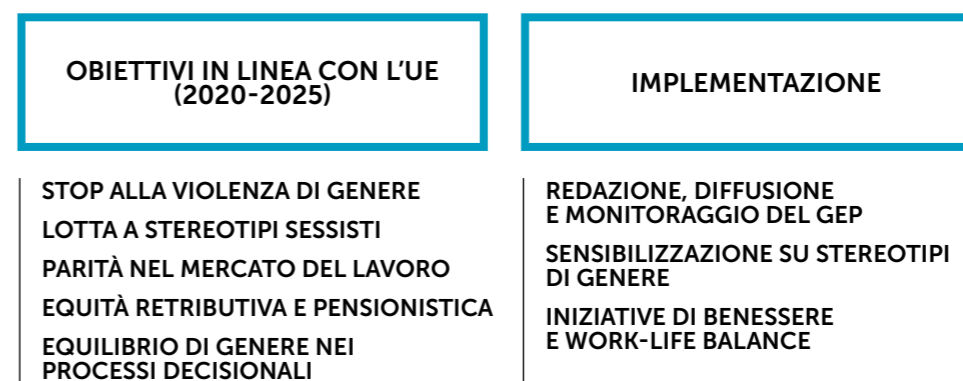 OBIETTIVI IN LINEA CON L'UE
(2020-2025)
STOP ALLA VIOLENZA DI GENERE
LOTTA A STEREOTIPI SESSISTI
PARITÀ NEL MERCATO DEL LAVORO
EQUITÀ RETRIBUTIVA E PENSIONISTICA
EQUILIBRIO DI GENERE NEI
PROCESSI DECISIONALI
IMPLEMENTAZIONE
REDAZIONE, DIFFUSIONE
E MONITORAGGIO DEL GEP
SENSIBILIZZAZIONE SU STEREOTIPI
DI GENERE
INIZIATIVE DI BENESSERE
E WORK-LIFE BALANCE